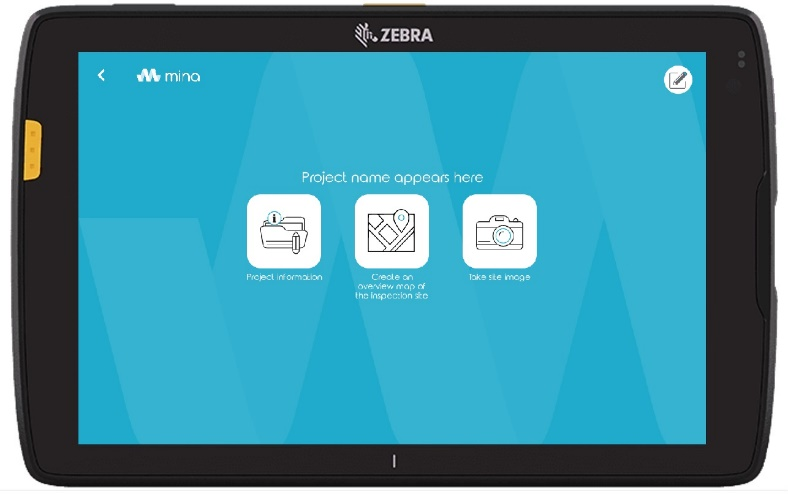 ZEBRA
mina
Project name appears here
Project information
Create an
overview map of
the inspection site
Take site image